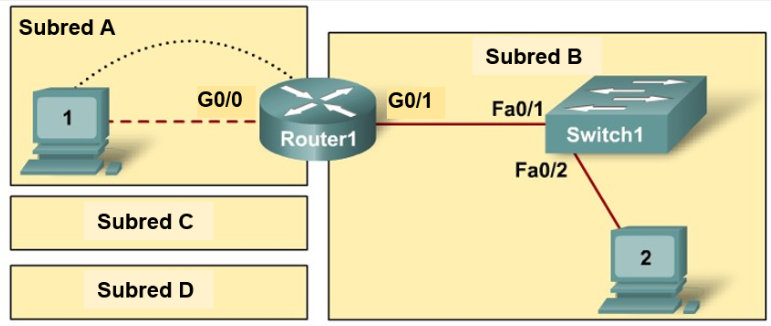 Subred A
Subred B
1
G0/0
Router1
G0/1
Fa0/1
Switch1
Fa0/2
Subred C
2
Subred D